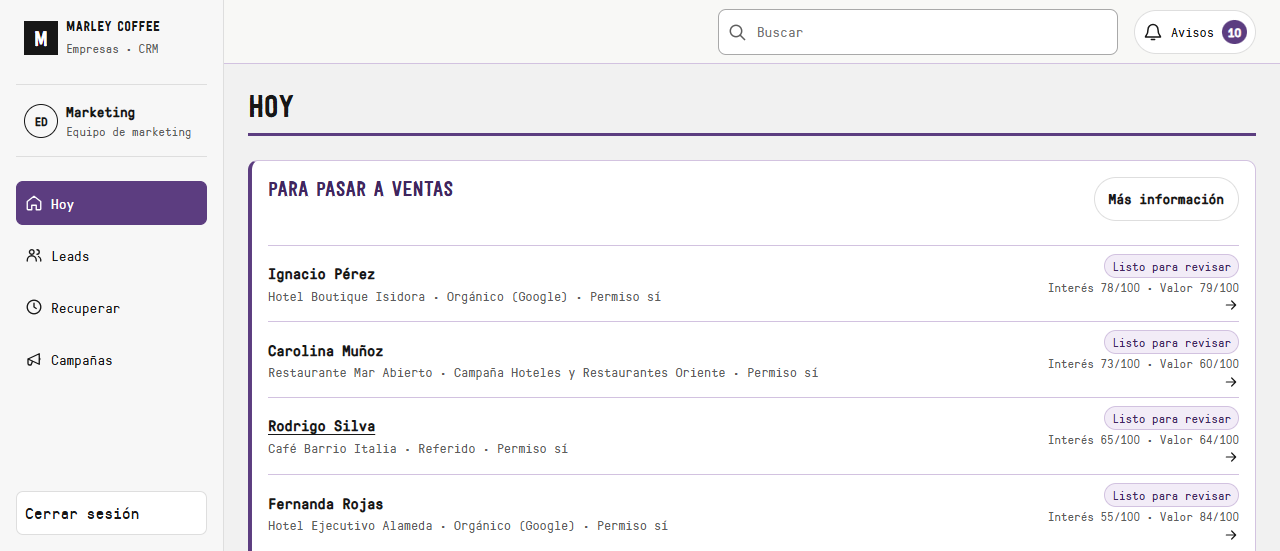 M
MARLEY COFFEE
Empresas · CRM
Buscar
Avisos 10
ED
Marketing
Equipo de marketing
Hoy
Leads
Recuperar
Campañas
Cerrar sesión
HOY
PARA PASAR A VENTAS
Más información
Ignacio Pérez
Hotel Boutique Isidora · Orgánico (Google) · Permiso sí
Listo para revisar
Interés 78/100 · Valor 79/100
→
Carolina Muñoz
Restaurante Mar Abierto · Campaña Hoteles y Restaurantes Oriente · Permiso sí
Listo para revisar
Interés 73/100 · Valor 60/100
→
Rodrigo Silva
Café Barrio Italia · Referido · Permiso sí
Listo para revisar
Interés 65/100 · Valor 64/100
→
Fernanda Rojas
Hotel Ejecutivo Alameda · Orgánico (Google) · Permiso sí
Listo para revisar
Interés 55/100 · Valor 84/100
→